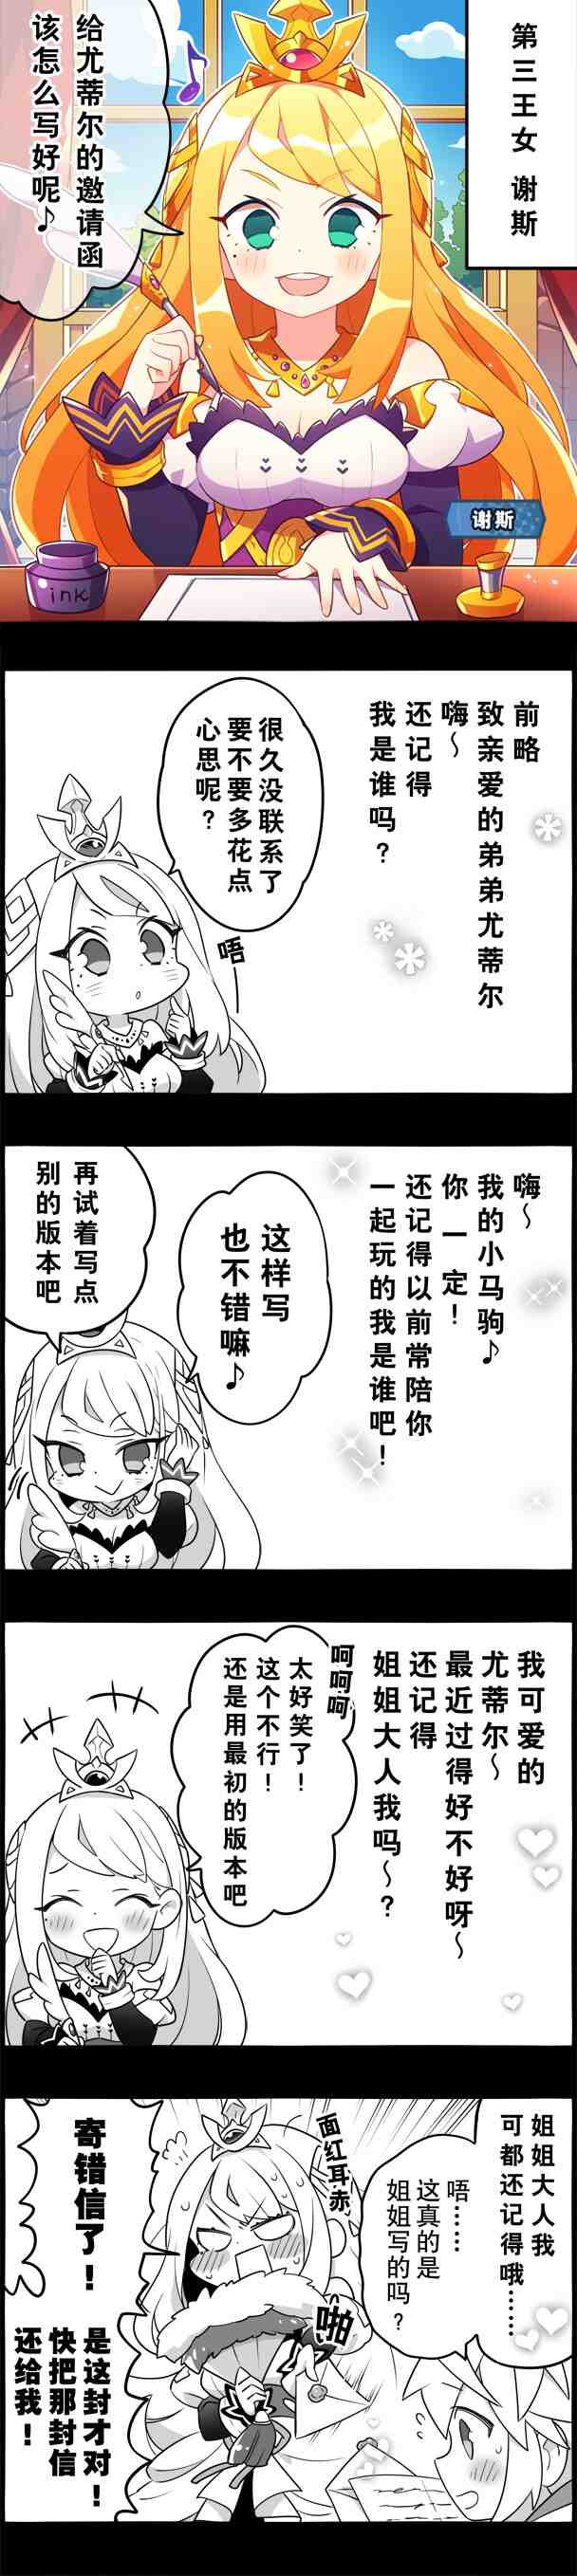 第三王女 谢斯
给尤蒂尔的邀请函
该怎么写好呢♪
谢斯
ink
前略
致亲爱的弟弟尤蒂尔
嗨～
还记得
我是谁吗？
很久没联系了
要不要多花点
心思呢？
唔—
嗨～
我的小马驹♪
你一定！
还记得以前常陪你
一起玩的我是谁吧！
这样写
也不错嘛♪
再试着写点
别的版本吧
我可爱的
尤蒂尔～
最近过得好不好呀～
还记得
姐姐大人我吗～？
呵呵呵
太好笑了！
这个不行！
还是用最初的版本吧
姐姐大人我
可都还记得哦……
唔……
这真的是
姐姐写的吗？
面红耳赤
啪
寄错信了！
是这封才对！
快把那封信
还给我！